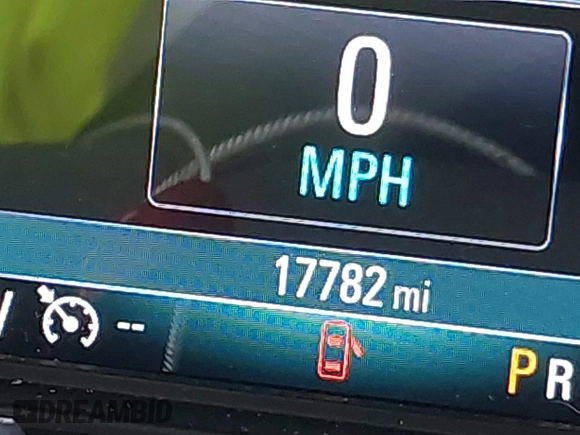 0
MPH
17782 mi
--
P R
DREAMBID